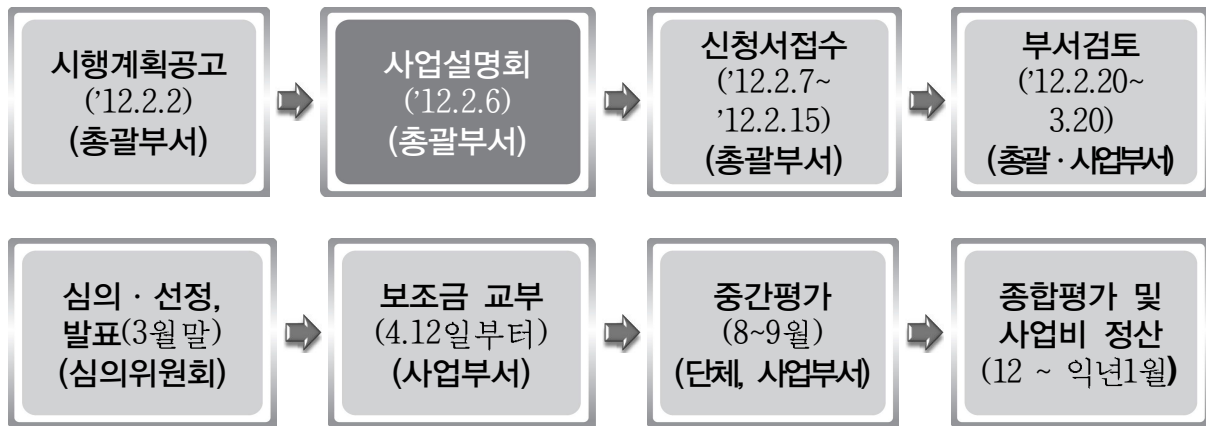 시행계획공고
('12.2.2)
(총괄부서)
사업설명회
('12.2.6)
(총괄부서)
신청서접수
('12.2.7~
'12.2.15)
(총괄부서)
부서검토
('12.2.20~
3.20)
(총괄·사업부서)
심의 · 선정,
발표(3월말)
(심의위원회)
보조금 교부
(4.12일부터)
(사업부서)
중간평가
(8~9월)
(단체, 사업부서)
종합평가 및
사업비 정산
(12 ~ 익년1월)